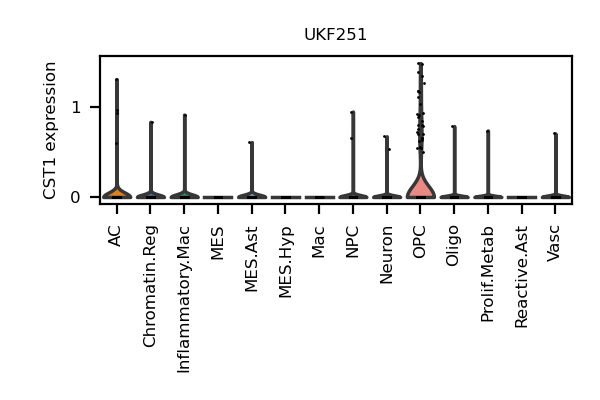 UKF251
CST1 expression
1
0
AC
Chromatin.Reg
Inflammatory.Mac
MES
MES.Ast
MES.Hyp
Mac
NPC
Neuron
OPC
Oligo
Prolif.Metab
Reactive.Ast
Vasc